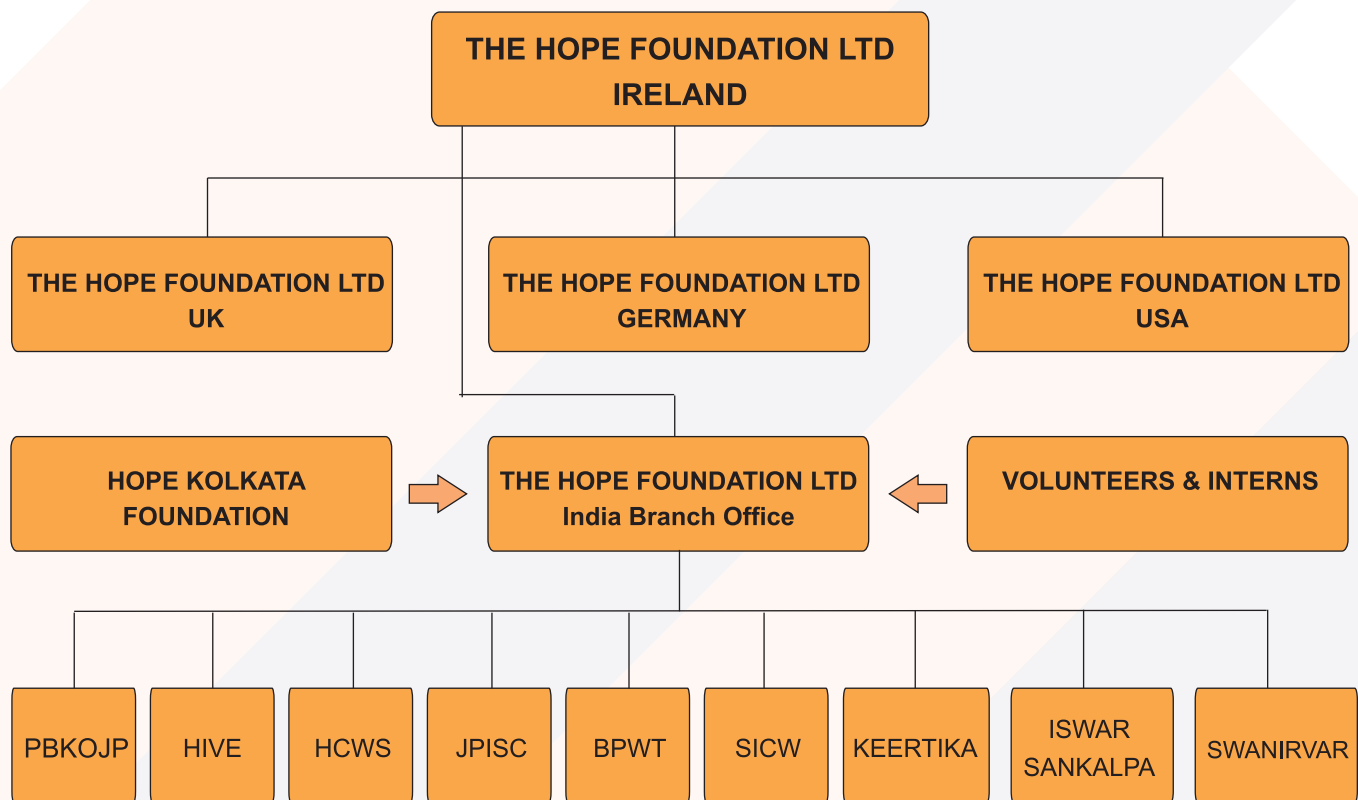 THE HOPE FOUNDATION LTD
IRELAND
THE HOPE FOUNDATION LTD
UK
THE HOPE FOUNDATION LTD
GERMANY
THE HOPE FOUNDATION LTD
USA
HOPE KOLKATA
FOUNDATION
THE HOPE FOUNDATION LTD
India Branch Office
VOLUNTEERS & INTERNS
PBKOJP
HIVE
HCWS
JPISC
BPWT
SICW
KEERTIKA
ISWAR
SANKALPA
SWANIRVAR